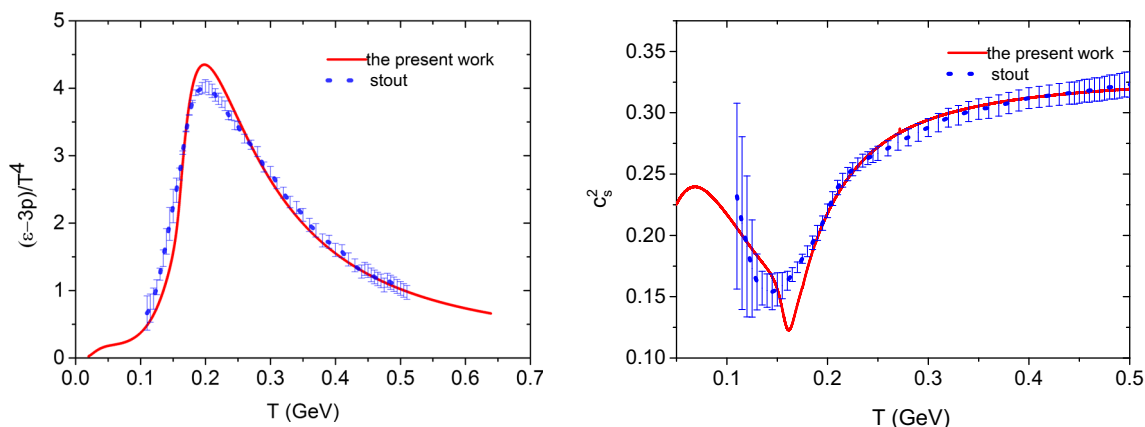 5
4
3
2
1
0
0.0 0.1 0.2 0.3 0.4 0.5 0.6 0.7
T (GeV)
(ε−3p)/T4
the present work
stout
0.35
0.30
0.25
0.20
0.15
0.10
0.1 0.2 0.3 0.4 0.5
T (GeV)
c2s
the present work
stout